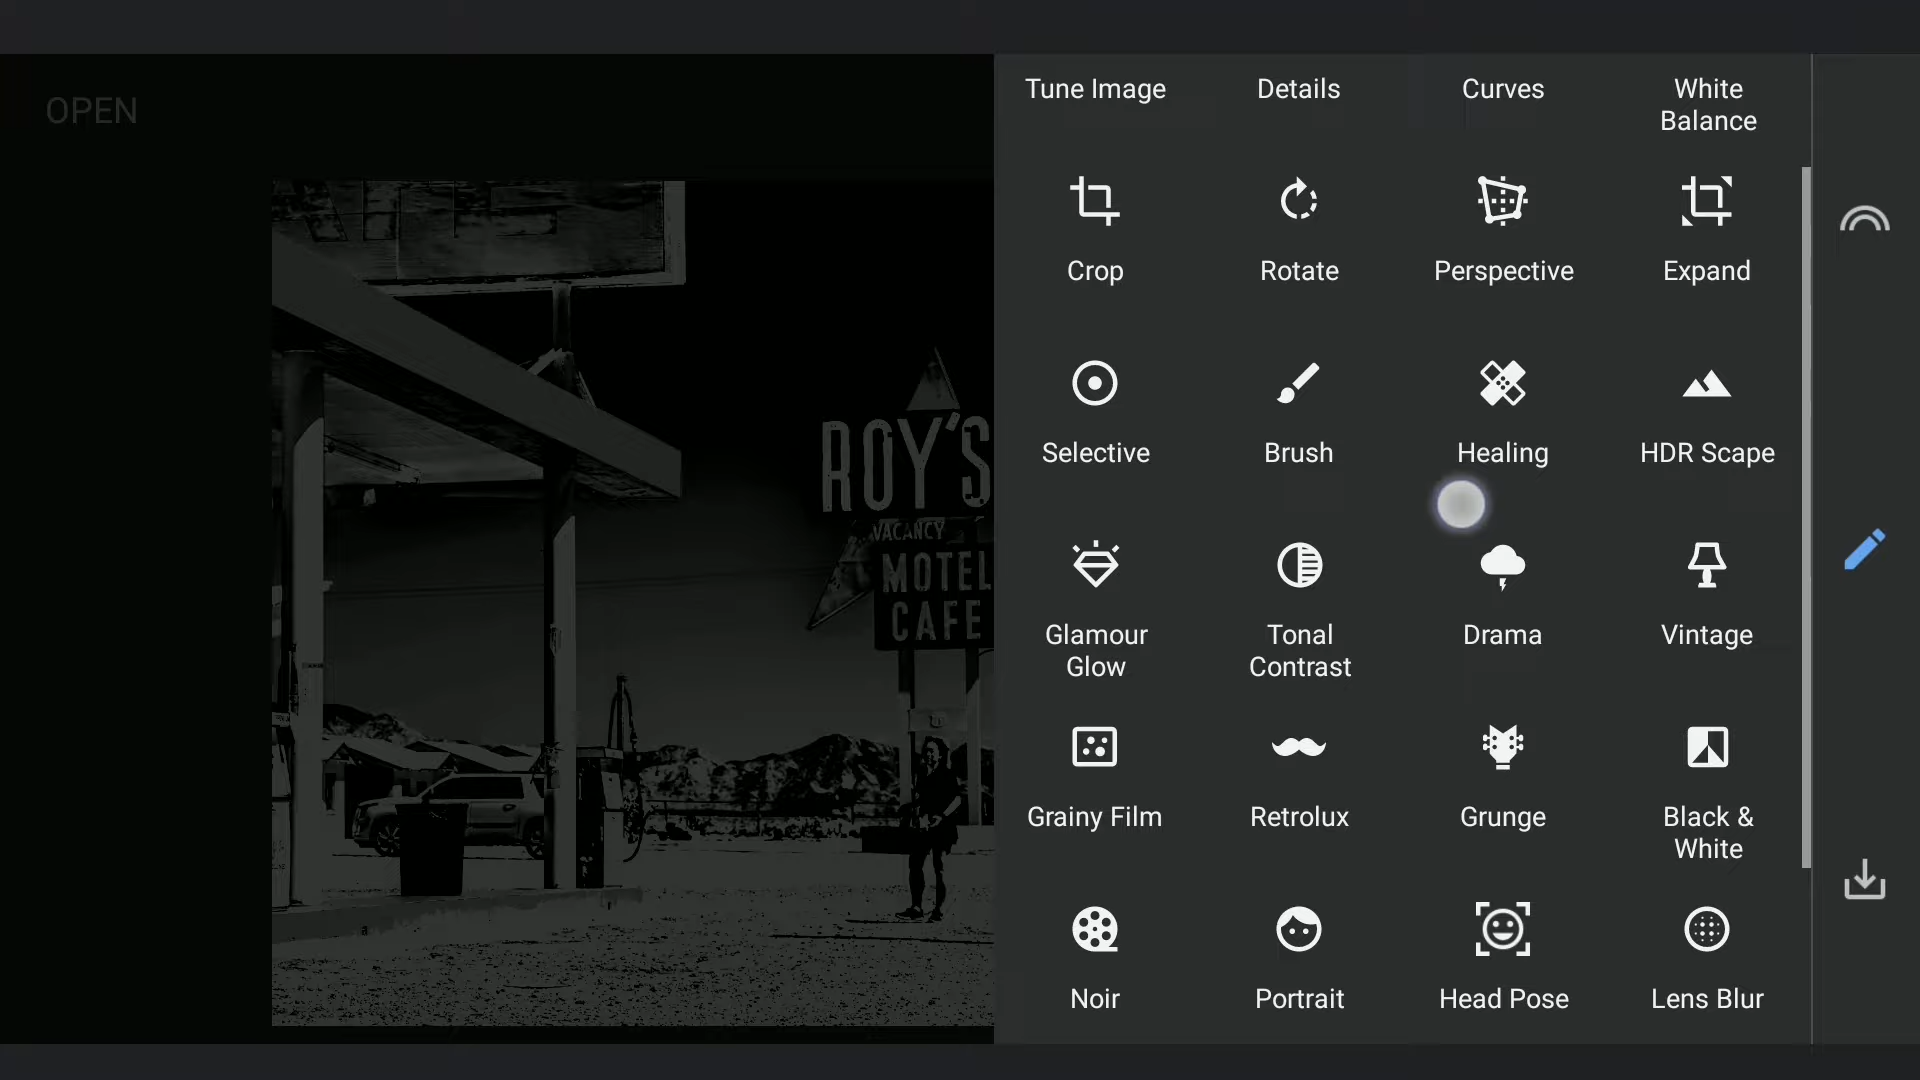 OPEN
Tune Image
Details
Curves
White
Balance
Crop
Rotate
Perspective
Expand
Selective
Brush
Healing
HDR Scape
Glamour
Glow
Tonal
Contrast
Drama
Vintage
Grainy Film
Retrolux
Grunge
Black &
White
Noir
Portrait
Head Pose
Lens Blur
ROY'S
VACANCY
MOTEL
CAFE